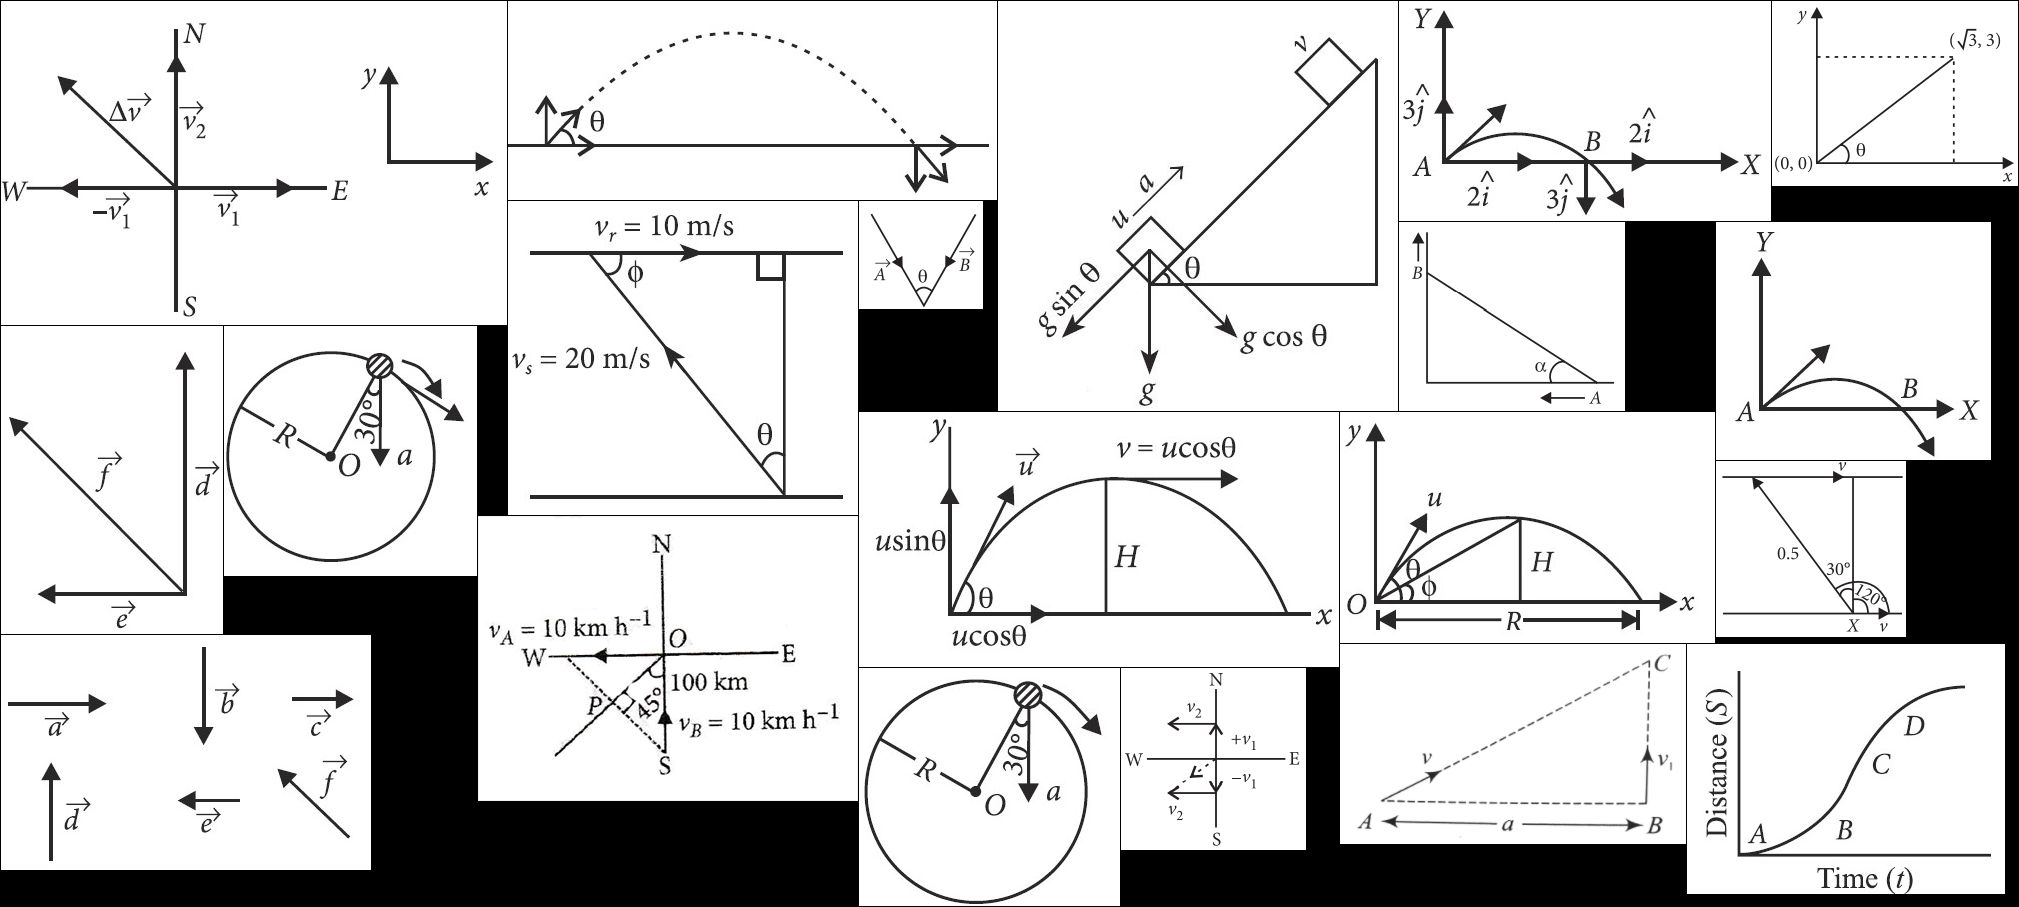 N
Δv⃗
v⃗₂
W
−v⃗₁
v⃗₁
E
S
y
x
θ
v
u
a
θ
g sin θ
g cos θ
g
Y
3ĵ
A
2î
B
2î
3ĵ
X
y
(√3, 3)
(0, 0)
θ
x
vᵣ = 10 m/s
ϕ
vₛ = 20 m/s
θ
A⃗
θ
B⃗
B
α
A
Y
A
B
X
f⃗
d⃗
e⃗
R
O
30°
a
y
u⃗
v = ucosθ
usinθ
H
θ
ucosθ
x
y
u
θ
ϕ
H
O
x
R
v
0.5
30°
120°
X
v
N
v_A = 10 km h⁻¹
O
W
E
100 km
P
45°
v_B = 10 km h⁻¹
S
a⃗
b⃗
c⃗
d⃗
e⃗
f⃗
R
O
30°
a
N
v₂
+v₁
W
E
−v₁
v₂
S
C
v
v₁
A
a
B
Distance (S)
A
B
C
D
Time (t)